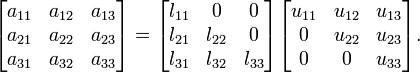 [a₁₁ a₁₂ a₁₃] [l₁₁ 0 0] [u₁₁ u₁₂ u₁₃]
[a₂₁ a₂₂ a₂₃] = [l₂₁ l₂₂ 0] [0 u₂₂ u₂₃] .
[a₃₁ a₃₂ a₃₃] [l₃₁ l₃₂ l₃₃] [0 0 u₃₃]